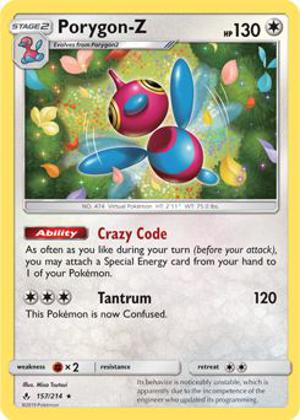 STAGE2
Porygon-Z
HP 130
Evolves from Porygon2
NO. 474 Virtual Pokémon HT: 2'11" WT: 75.0 lbs.
Ability Crazy Code
As often as you like during your turn (before your attack),
you may attach a Special Energy card from your hand
to 1 of your Pokémon.
Tantrum 120
This Pokémon is now Confused.
weakness ×2 resistance retreat
Illus. Misa Tsutsui
157/214
©2019 Pokémon
Its behavior is noticeably unstable, which is
apparently due to the incompetence of the
engineer who updated its programming.